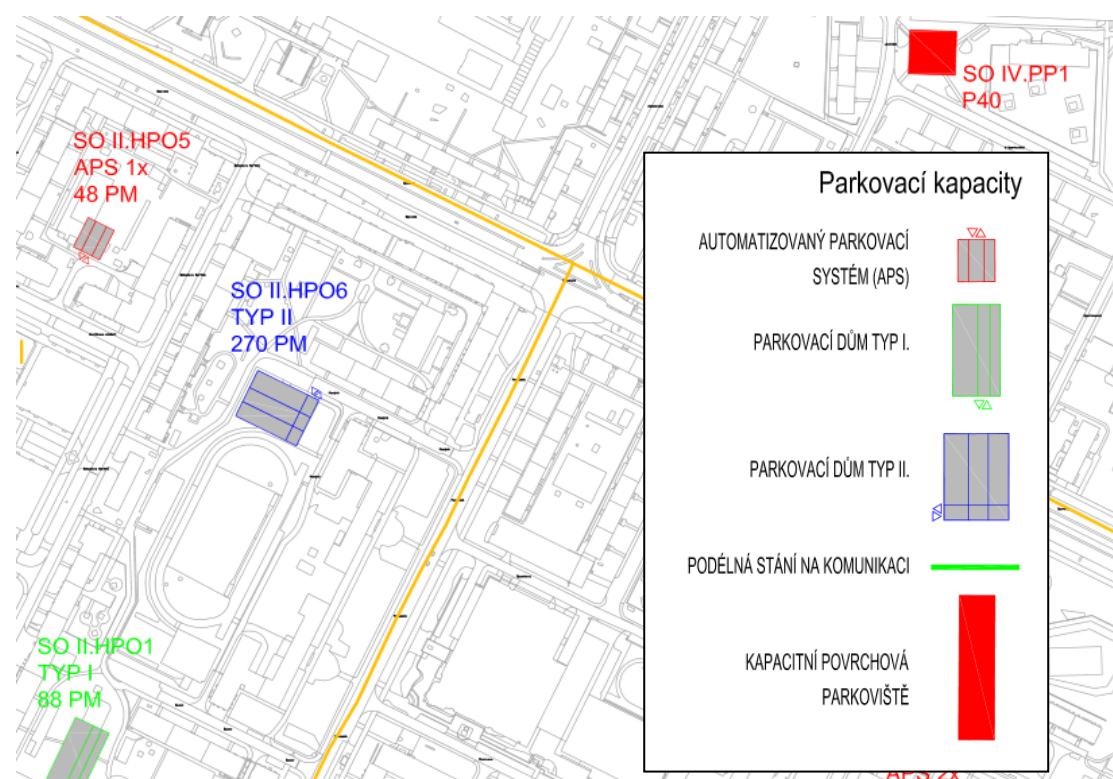 SO IV.PP1
P40
SO II.HPO5
APS 1x
48 PM
SO II.HPO6
TYP II
270 PM
SO II.HPO1
TYP I
88 PM
Parkovací kapacity
AUTOMATIZOVANÝ PARKOVACÍ
SYSTÉM (APS)
PARKOVACÍ DŮM TYP I.
PARKOVACÍ DŮM TYP II.
PODÉLNÁ STÁNÍ NA KOMUNIKACI
KAPACITNÍ POVRCHOVÁ
PARKOVIŠTĚ
APS 2x